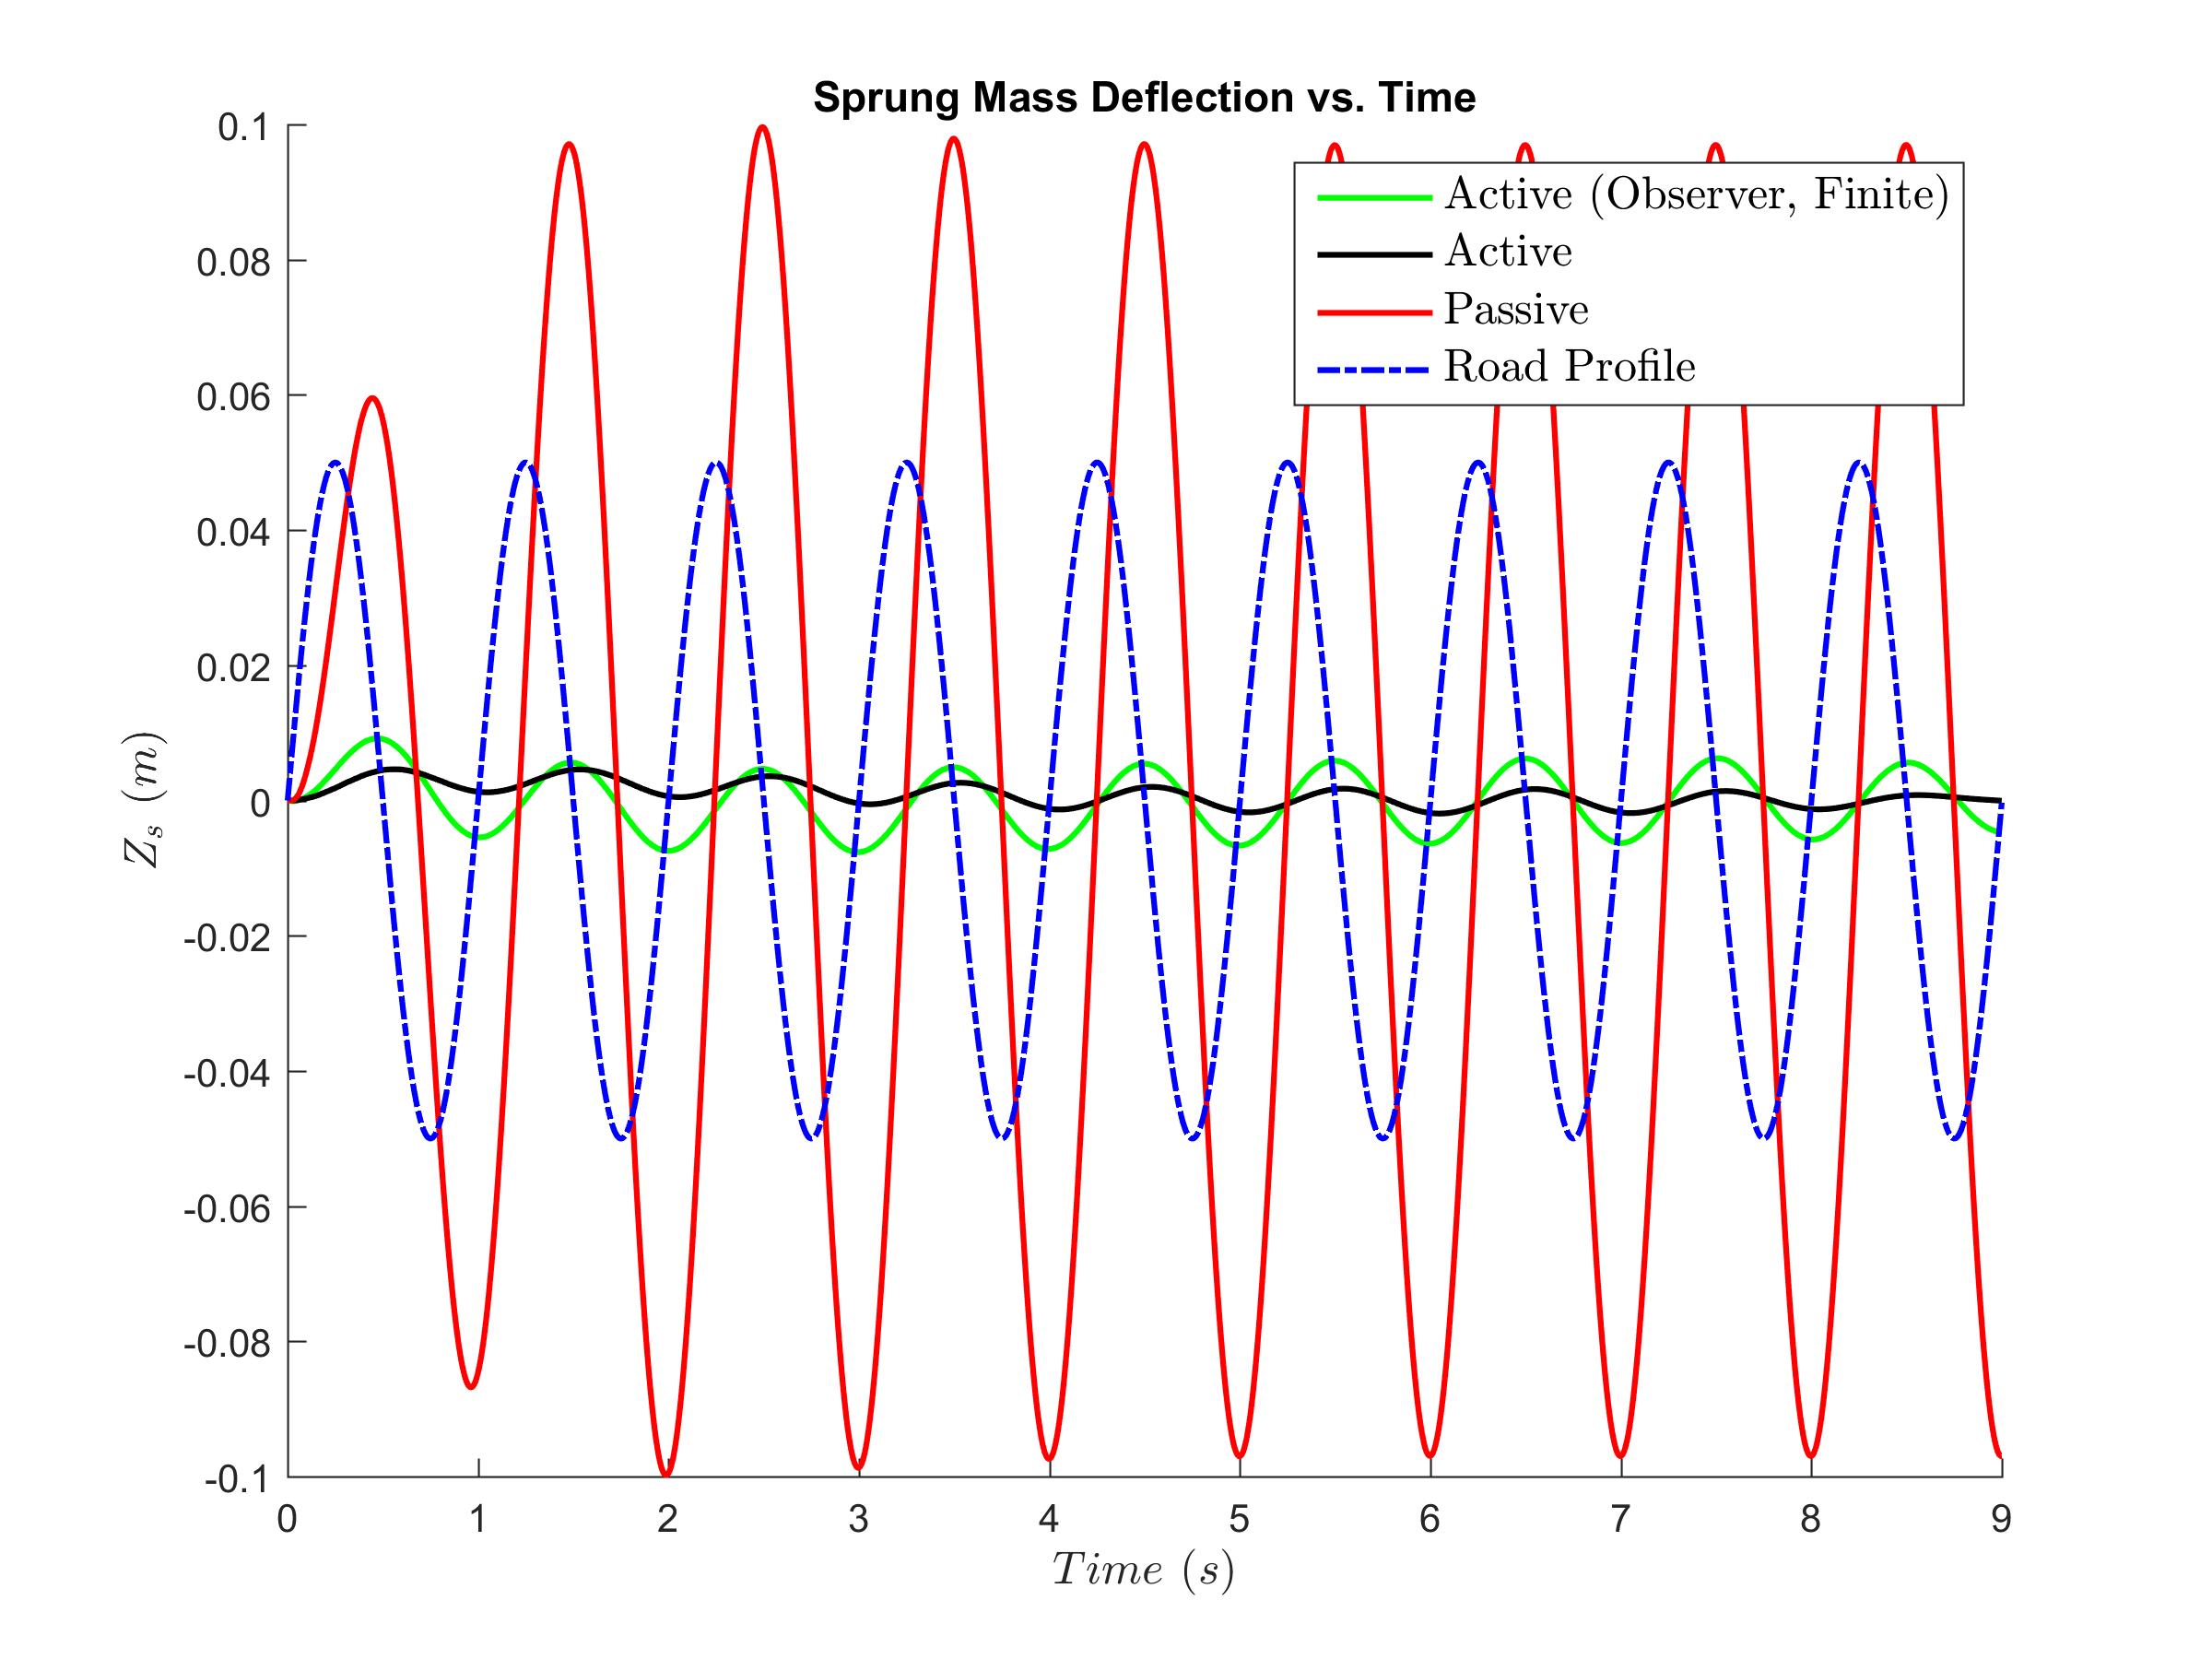 Sprung Mass Deflection vs. Time
0.1
0.08
0.06
0.04
0.02
0
-0.02
-0.04
-0.06
-0.08
-0.1
Z_s (m)
Active (Observer, Finite)
Active
Passive
Road Profile
0 1 2 3 4 5 6 7 8 9
Time (s)